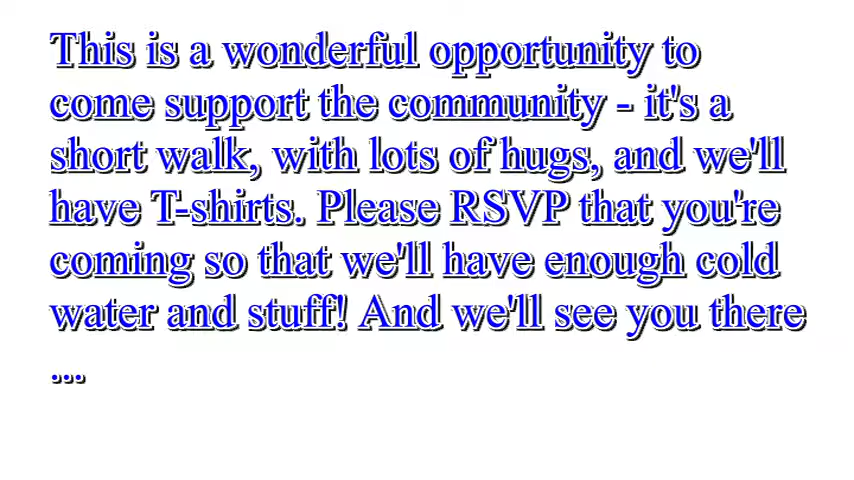 This is a wonderful opportunity to
come support the community - it's a
short walk, with lots of hugs, and we'll
have T-shirts. Please RSVP that you're
coming so that we'll have enough cold
water and stuff! And we'll see you there
...